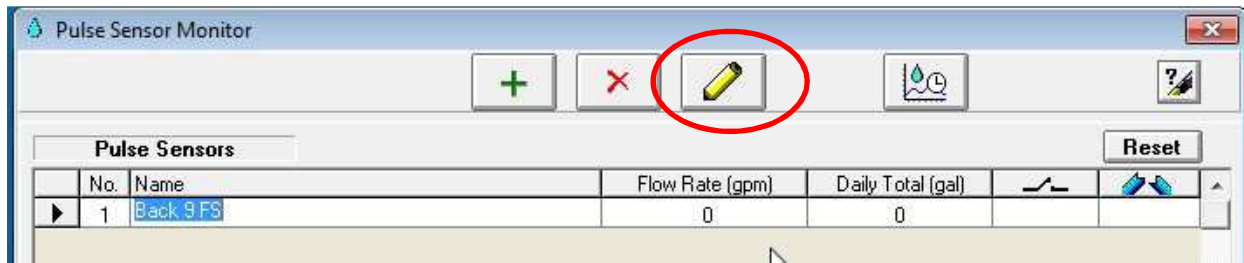 Pulse Sensor Monitor
?
Pulse Sensors
Reset
No. Name Flow Rate (gpm) Daily Total (gal)
1 Back 9 FS 0 0